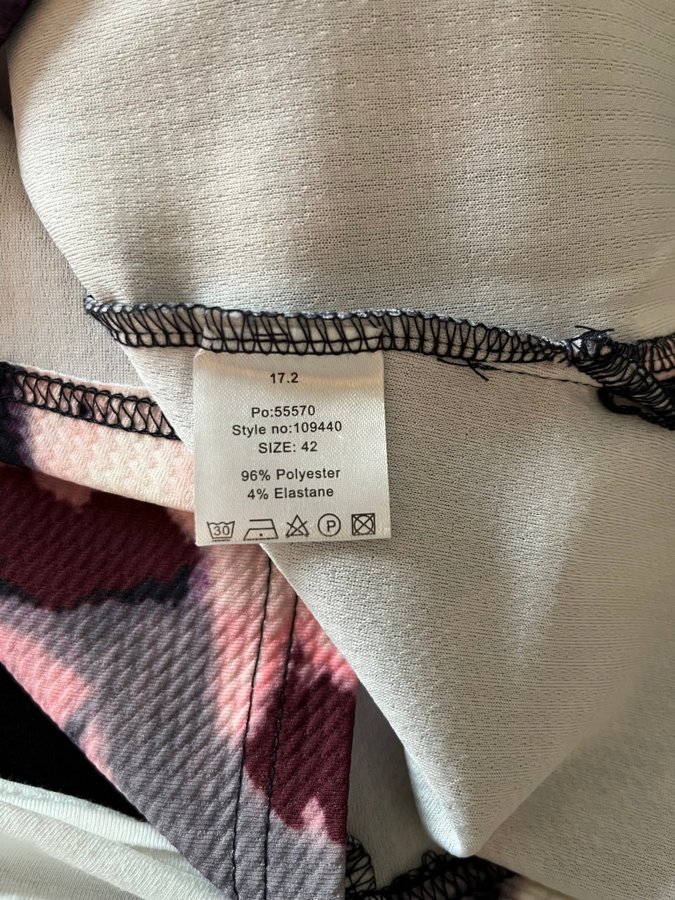 17.2
Po:55570
Style no:109440
SIZE: 42
96% Polyester
4% Elastane
30 P